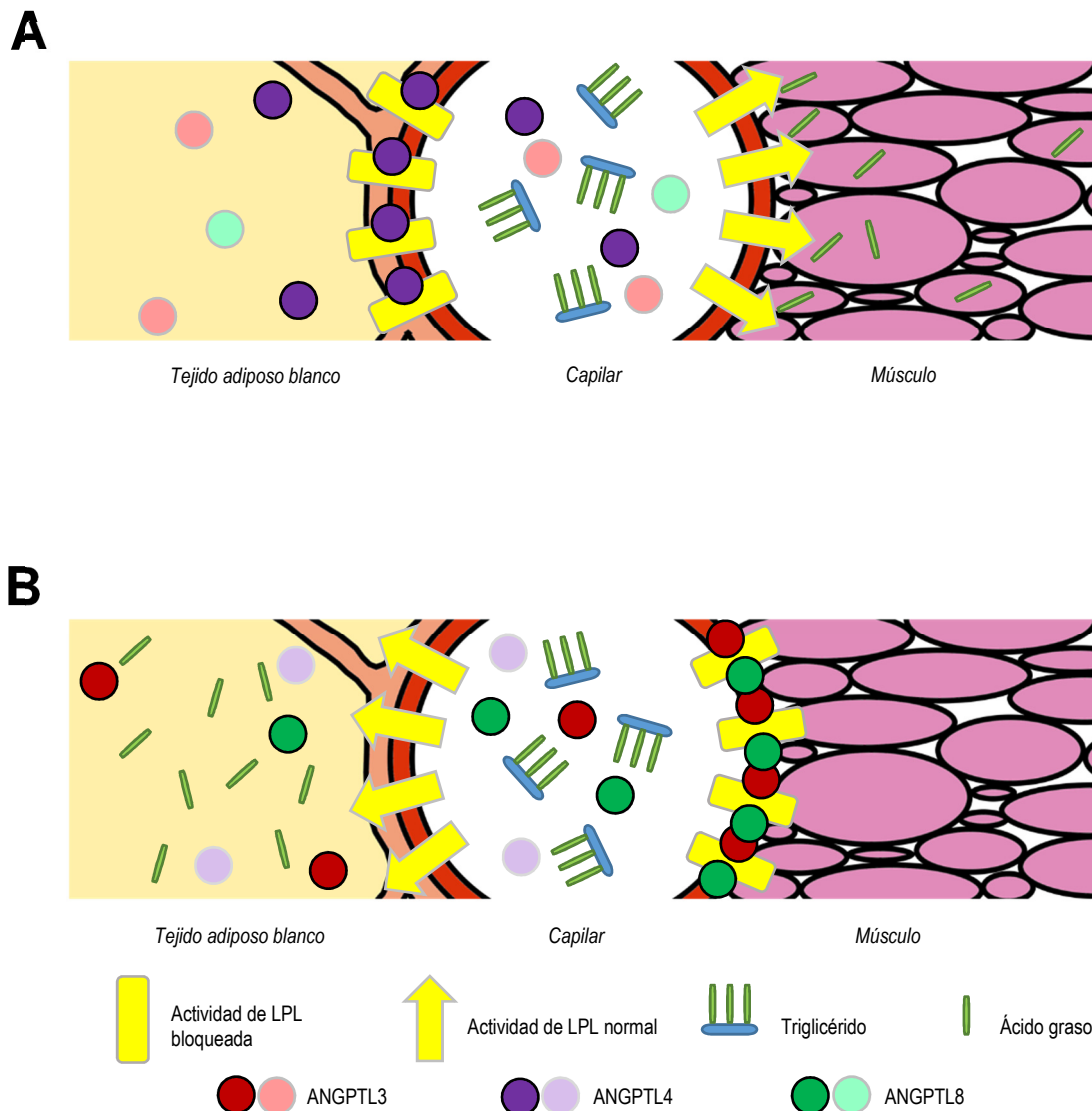 A
Tejido adiposo blanco
Capilar
Músculo
B
Tejido adiposo blanco
Capilar
Músculo
Actividad de LPL
bloqueada
Actividad de LPL normal
Triglicérido
Ácido graso
ANGPTL3
ANGPTL4
ANGPTL8